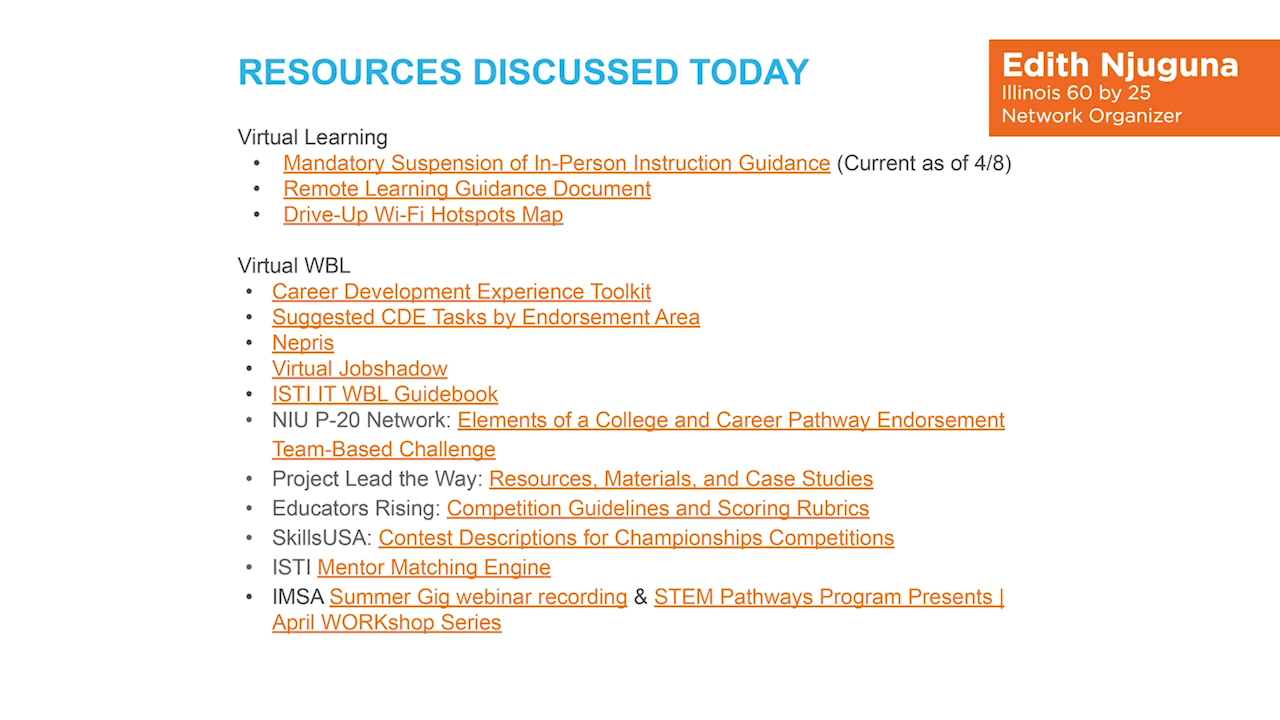 RESOURCES DISCUSSED TODAY
Edith Njuguna
Illinois 60 by 25
Network Organizer
Virtual Learning
• Mandatory Suspension of In-Person Instruction Guidance (Current as of 4/8)
• Remote Learning Guidance Document
• Drive-Up Wi-Fi Hotspots Map
Virtual WBL
• Career Development Experience Toolkit
• Suggested CDE Tasks by Endorsement Area
• Nepris
• Virtual Jobshadow
• ISTI IT WBL Guidebook
• NIU P-20 Network: Elements of a College and Career Pathway Endorsement
Team-Based Challenge
• Project Lead the Way: Resources, Materials, and Case Studies
• Educators Rising: Competition Guidelines and Scoring Rubrics
• SkillsUSA: Contest Descriptions for Championships Competitions
• ISTI Mentor Matching Engine
• IMSA Summer Gig webinar recording & STEM Pathways Program Presents |
April WORKshop Series